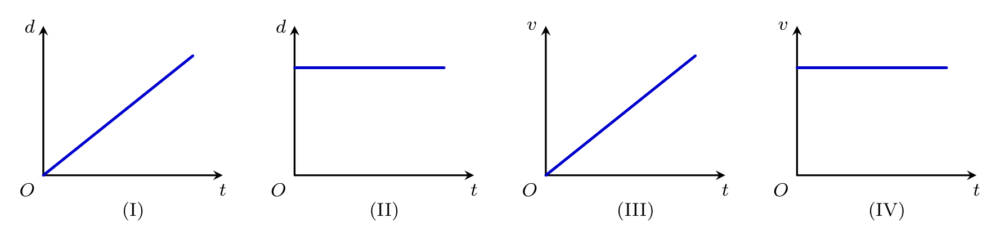 d d v v
O t O t O t O t
(I) (II) (III) (IV)